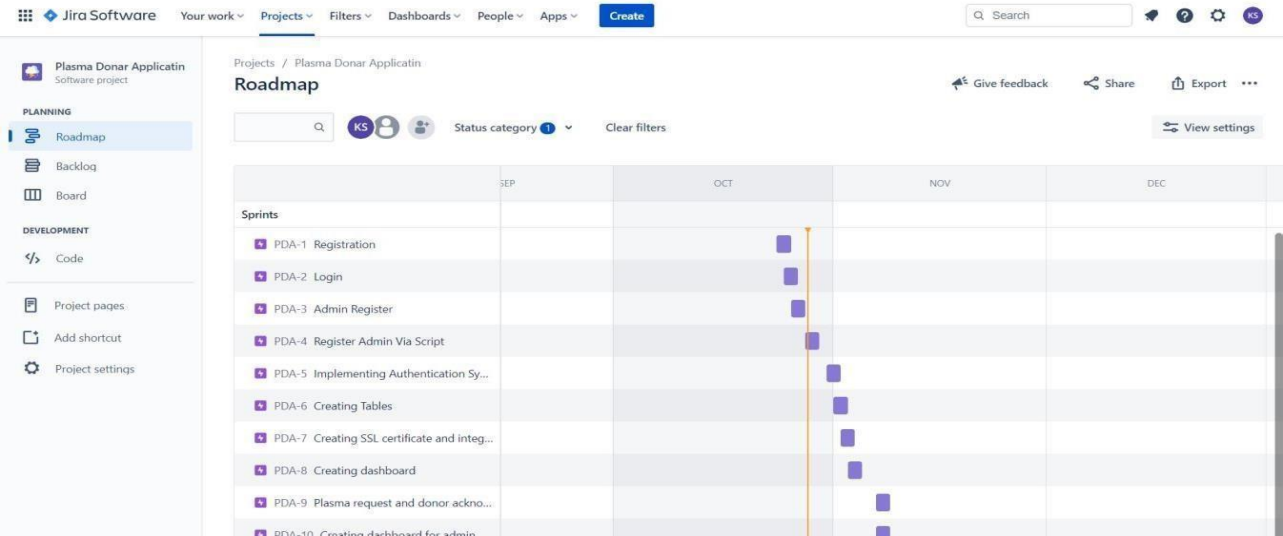 Jira Software Your work Projects Filters Dashboards People Apps Create Search KS
Plasma Donar Applicatin
Software project
PLANNING
Roadmap
Backlog
Board
DEVELOPMENT
Code
Project pages
Add shortcut
Project settings
Projects / Plasma Donar Applicatin
Roadmap
Give feedback Share Export
KS Status category 1 Clear filters View settings
SEP OCT NOV DEC
Sprints
PDA-1 Registration
PDA-2 Login
PDA-3 Admin Register
PDA-4 Register Admin Via Script
PDA-5 Implementing Authentication Sy...
PDA-6 Creating Tables
PDA-7 Creating SSL certificate and integ...
PDA-8 Creating dashboard
PDA-9 Plasma request and donor ackno...
PDA-10 Creating dashboard for admin